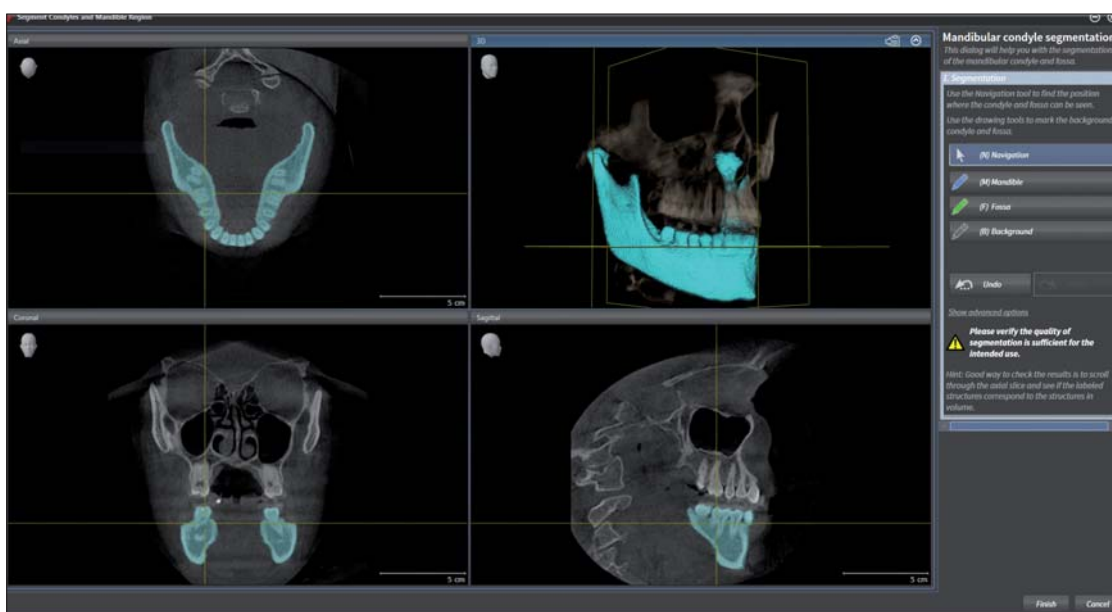 Segment Condyles and Mandible Region
Axial
3D
5 cm
Coronal
Sagittal
5 cm
5 cm
Mandibular condyle segmentation
This dialog will help you with the segmentation
of the mandibular condyle and fossa.
1. Segmentation
Use the Navigation tool to find the position
where the condyle and fossa can be seen.
Use the drawing tools to mark the background
condyle and fossa.
(N) Navigation
(M) Mandible
(F) Fossa
(B) Background
Undo
Show advanced options
Please verify the quality of
segmentation is sufficient for the
intended use.
Hint: Good way to check the results is to scroll
through the axial slice and see if the labeled
structures correspond to the structures in
volume.
Finish
Cancel